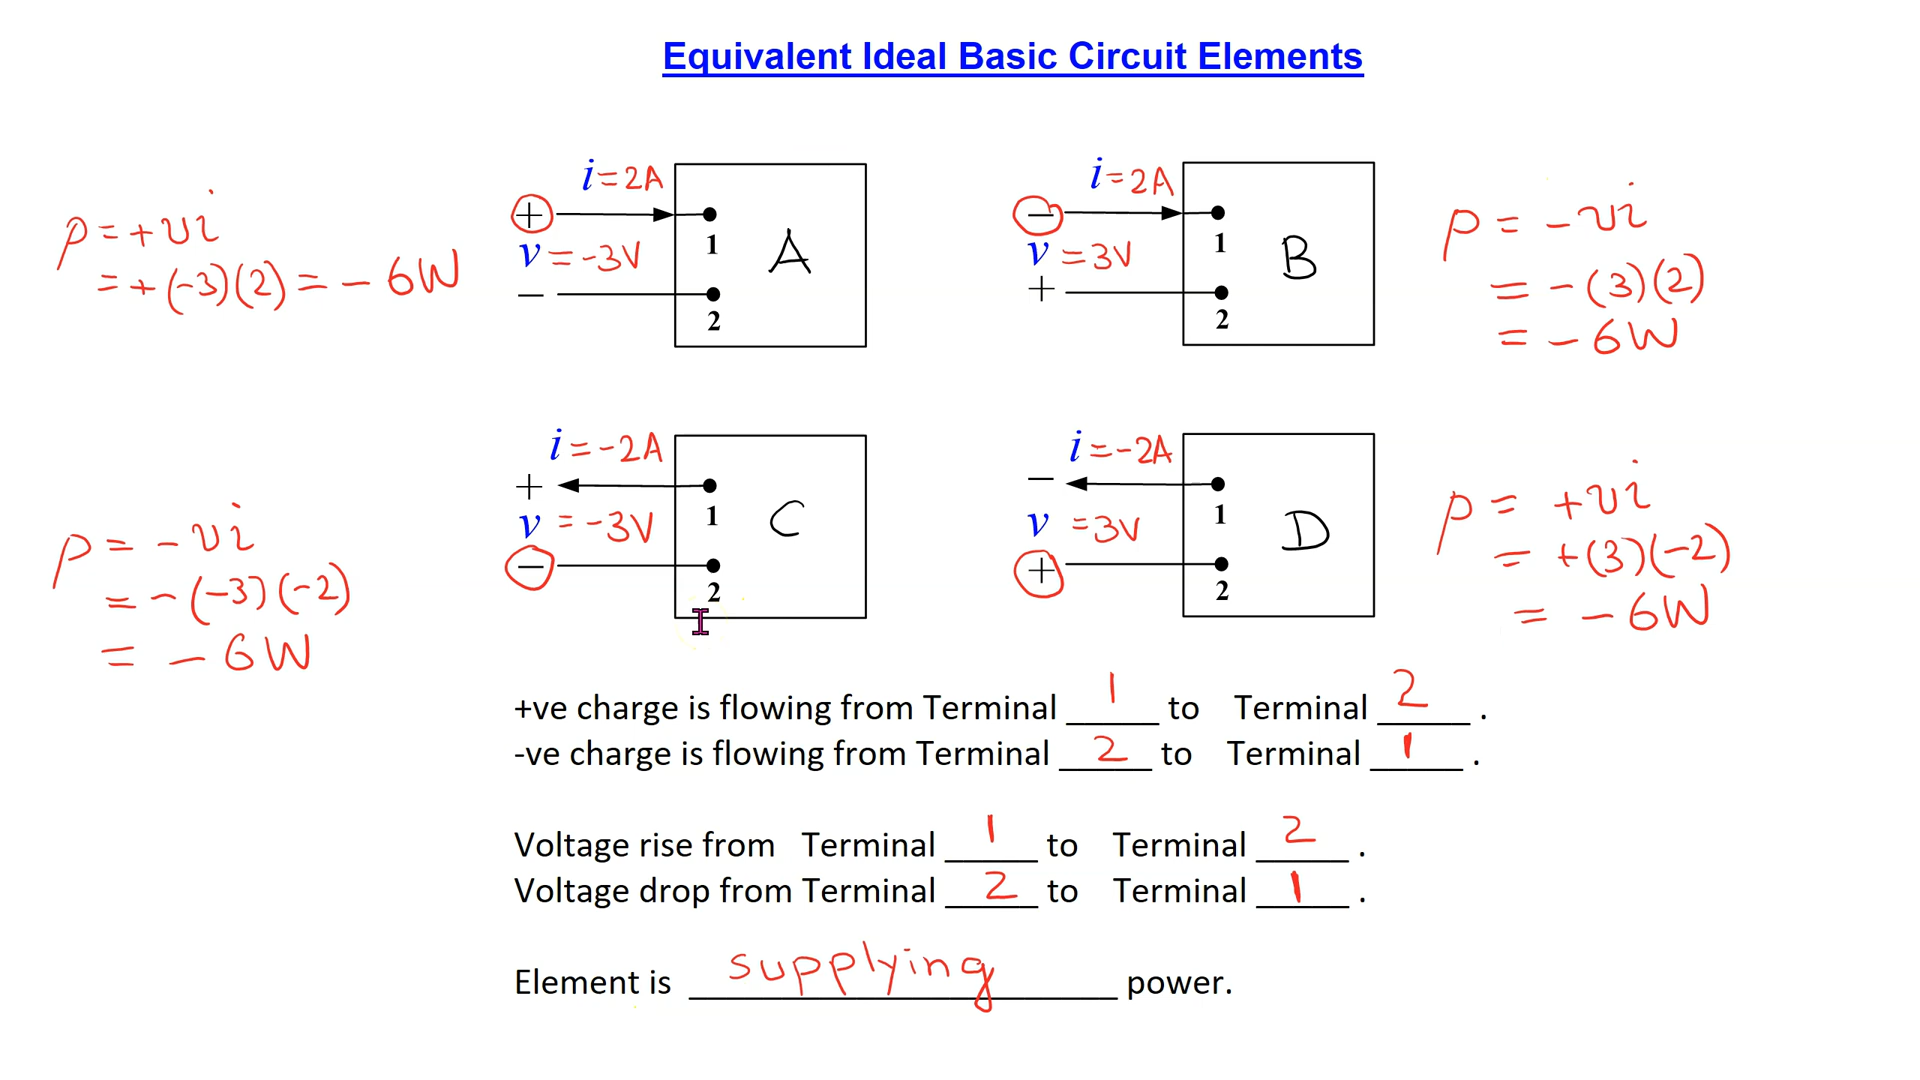 Equivalent Ideal Basic Circuit Elements
p = +vi
= +(-3)(2) = -6W
i = 2A
+
v = -3V
-
1
2
A
i = 2A
-
v = 3V
+
1
2
B
p = -vi
= -(3)(2)
= -6W
p = -vi
= -(-3)(-2)
= -6W
i = -2A
+
v = -3V
-
1
2
C
i = -2A
-
v = 3V
+
1
2
D
p = +vi
= +(3)(-2)
= -6W
+ve charge is flowing from Terminal 1 to Terminal 2 .
-ve charge is flowing from Terminal 2 to Terminal 1 .
Voltage rise from Terminal 1 to Terminal 2 .
Voltage drop from Terminal 2 to Terminal 1 .
Element is supplying power.